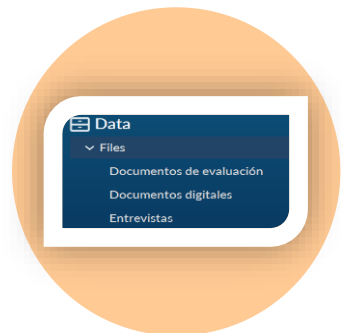 Data
Files
Documentos de evaluación
Documentos digitales
Entrevistas